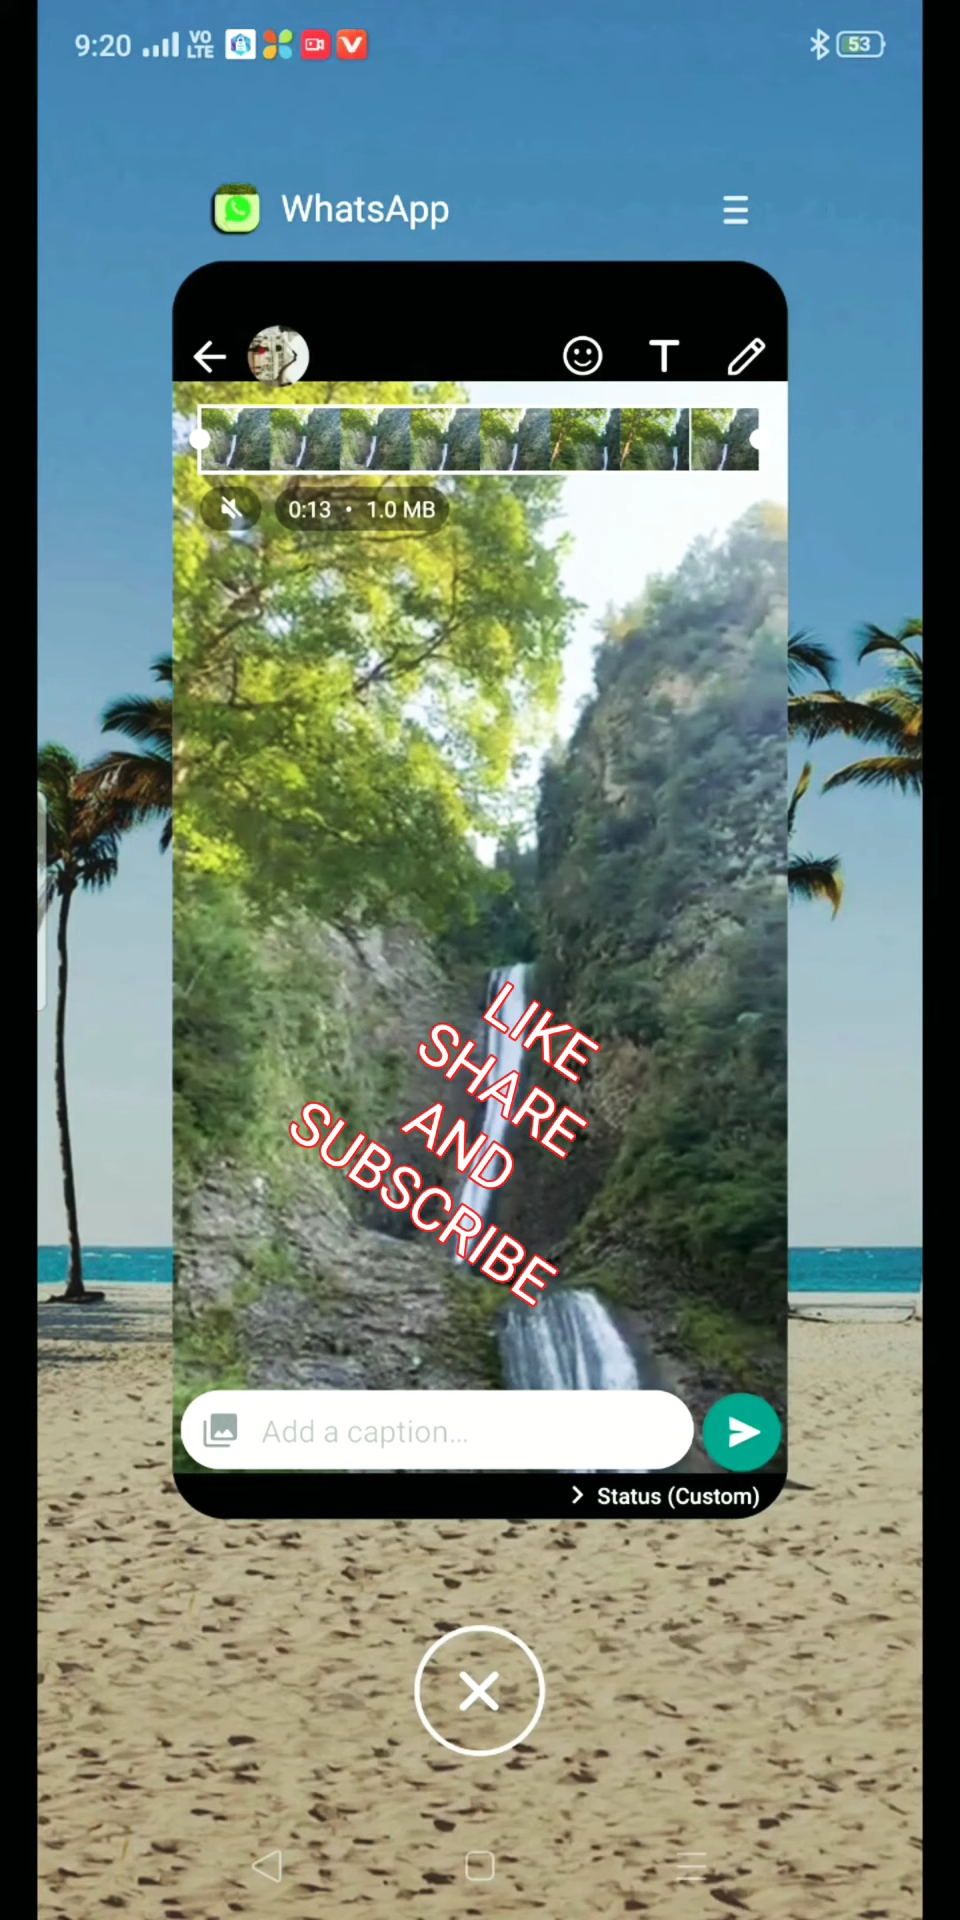 9:20 VO LTE 53
WhatsApp
T
0:13 • 1.0 MB
LIKE
SHARE
AND
SUBSCRIBE
Add a caption...
Status (Custom)